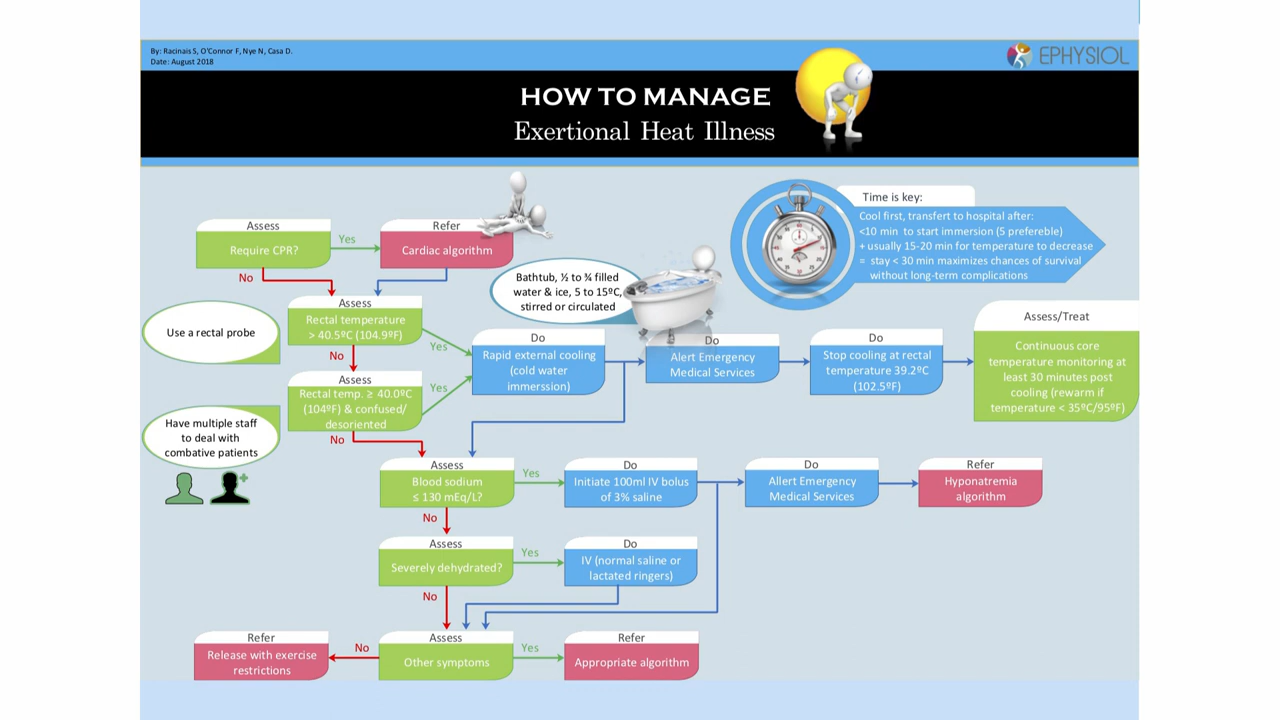 By: Racinais S, O'Connor F, Nye N, Casa D.
Date: August 2018
EPHYSIOL
HOW TO MANAGE
Exertional Heat Illness
Time is key:
Cool first, transfert to hospital after:
<10 min to start immersion (5 prefereble)
+ usually 15-20 min for temperature to decrease
= stay < 30 min maximizes chances of survival
without long-term complications
Assess
Require CPR?
Yes
Refer
Cardiac algorithm
No
Bathtub, ½ to ¾ filled
water & ice, 5 to 15ºC,
stirred or circulated
Use a rectal probe
Assess
Rectal temperature
> 40.5ºC (104.9ºF)
Yes
No
Do
Rapid external cooling
(cold water
immerssion)
Do
Alert Emergency
Medical Services
Do
Stop cooling at rectal
temperature 39.2ºC
(102.5ºF)
Assess/Treat
Continuous core
temperature monitoring at
least 30 minutes post
cooling (rewarm if
temperature < 35ºC/95ºF)
Assess
Rectal temp. ≥ 40.0ºC
(104ºF) & confused/
desoriented
Yes
No
Have multiple staff
to deal with
combative patients
Assess
Blood sodium
≤ 130 mEq/L?
Yes
No
Do
Initiate 100ml IV bolus
of 3% saline
Do
Allert Emergency
Medical Services
Refer
Hyponatremia
algorithm
Assess
Severely dehydrated?
Yes
No
Do
IV (normal saline or
lactated ringers)
Refer
Release with exercise
restrictions
No
Assess
Other symptoms
Yes
Refer
Appropriate algorithm